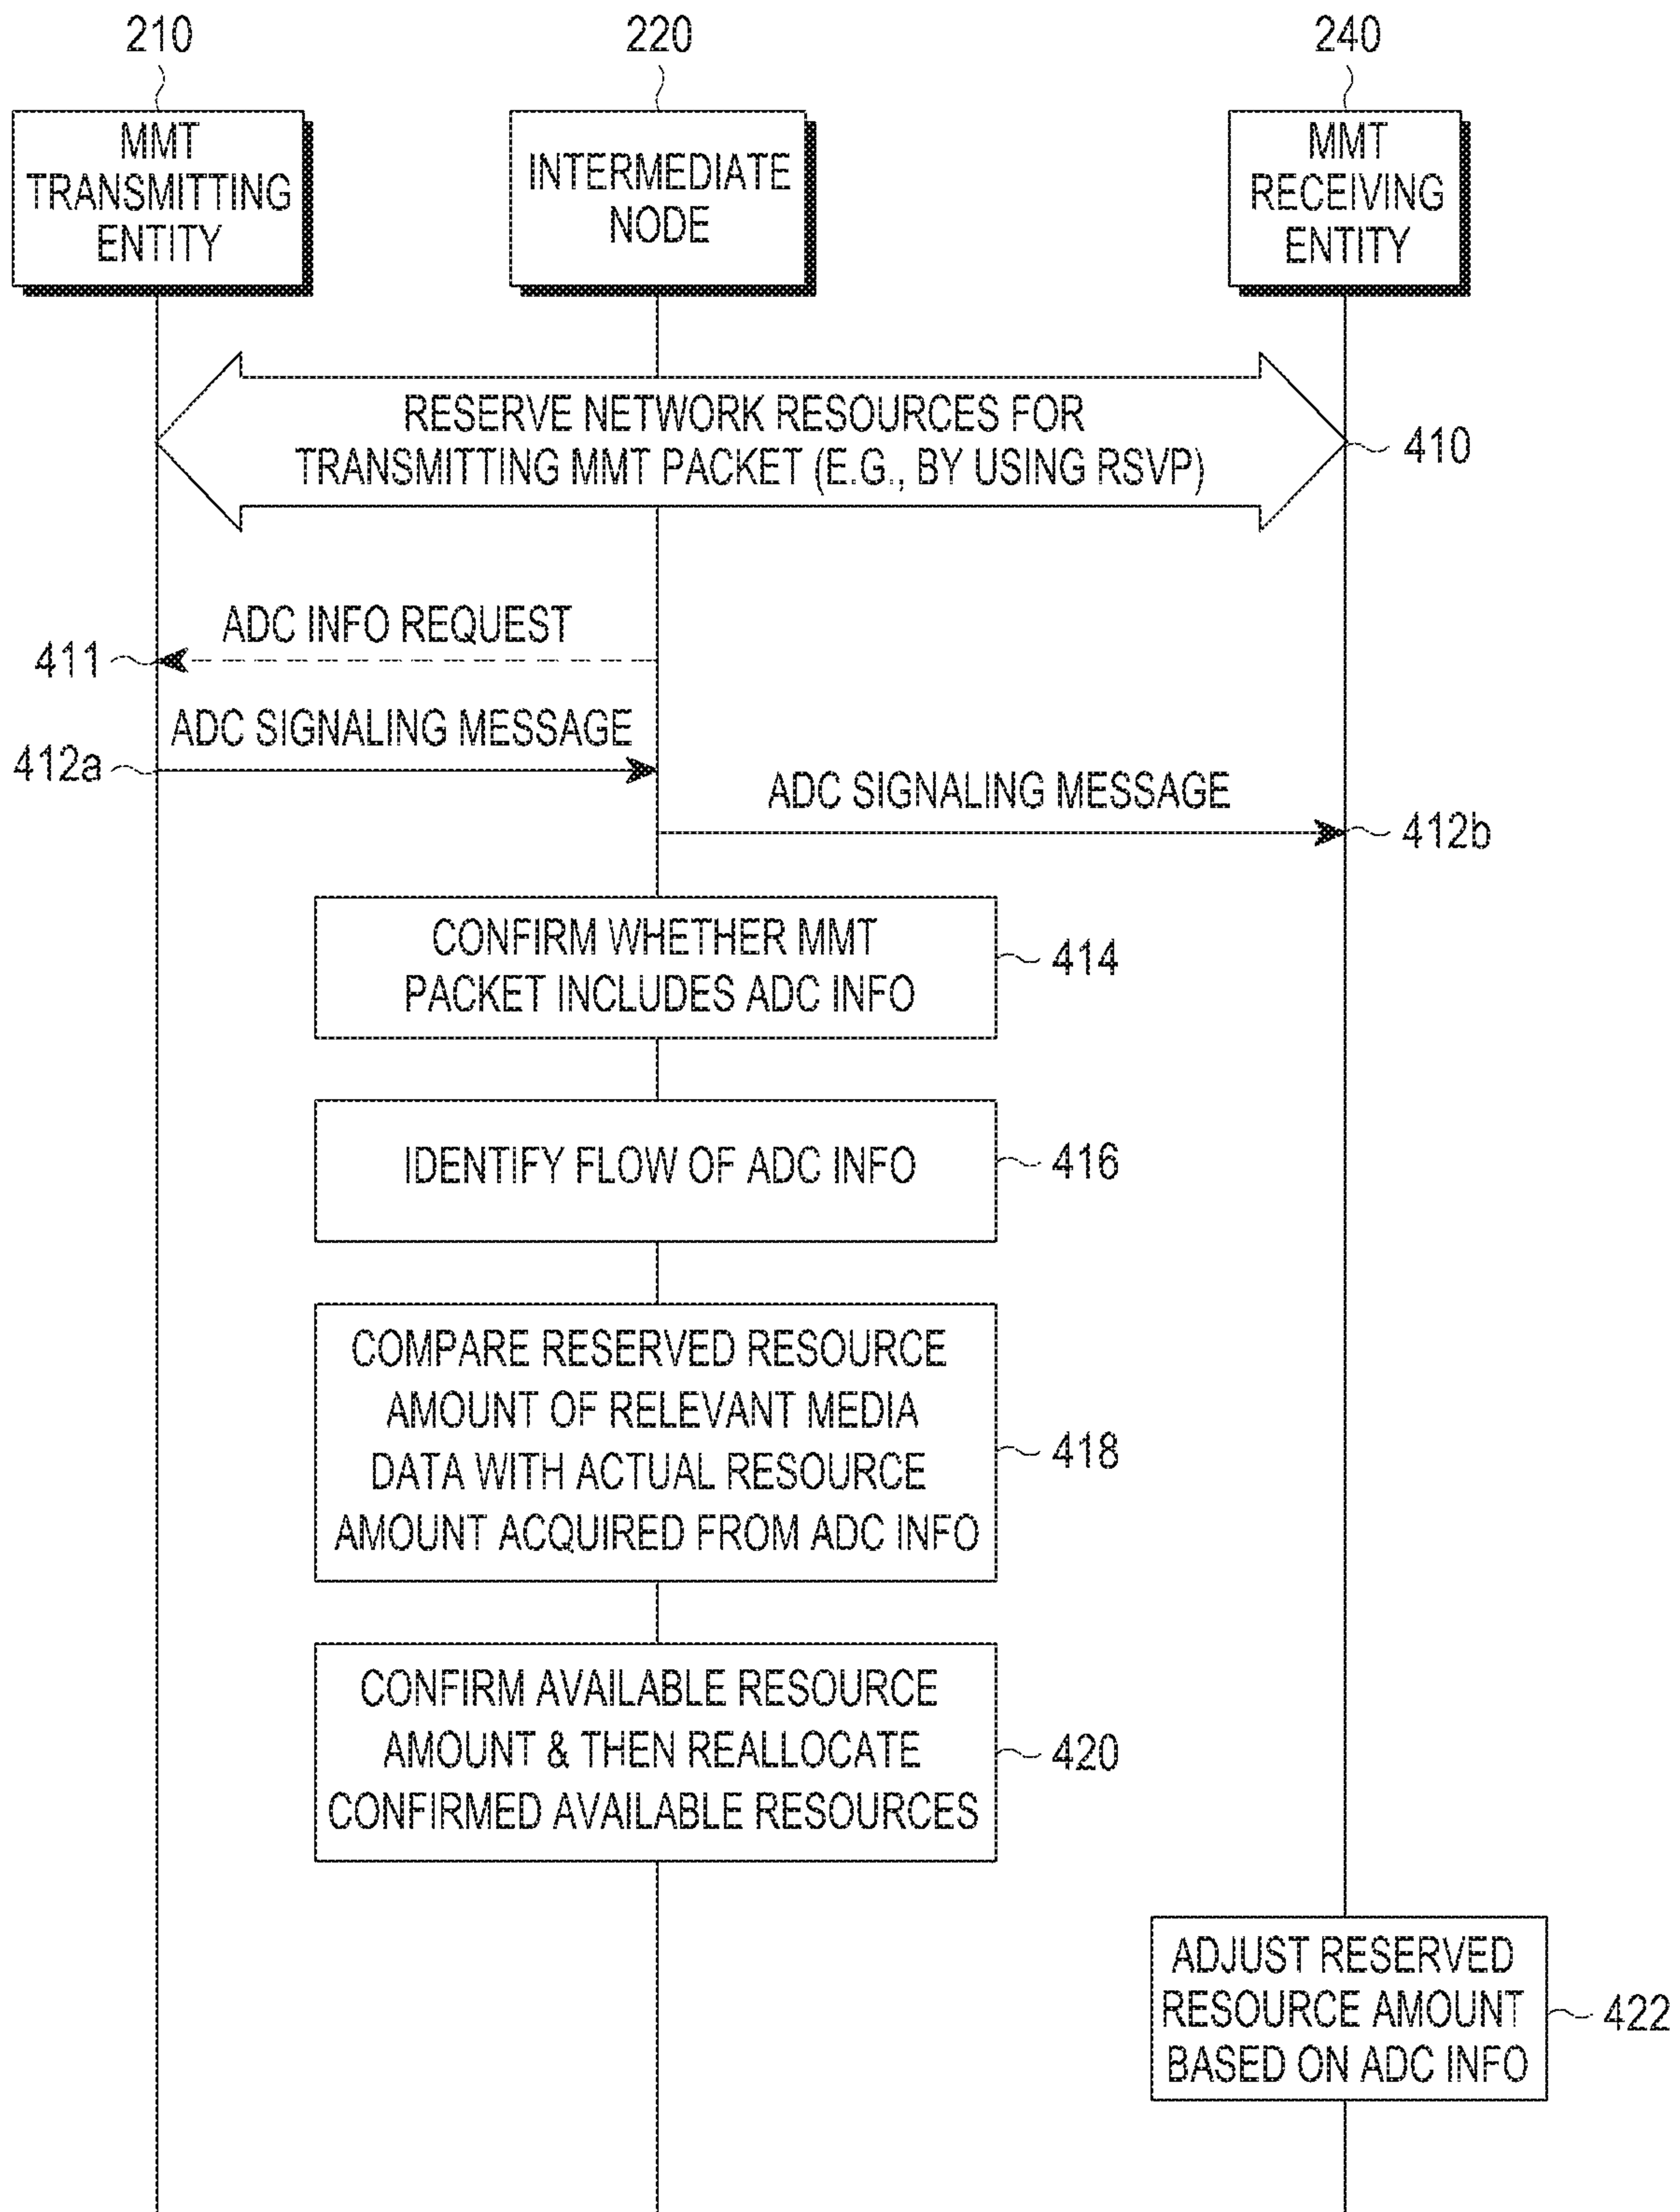 210
220
240
MMT
TRANSMITTING
ENTITY
INTERMEDIATE
NODE
MMT
RECEIVING
ENTITY
RESERVE NETWORK RESOURCES FOR
TRANSMITTING MMT PACKET (E.G., BY USING RSVP)
410
ADC INFO REQUEST
411
ADC SIGNALING MESSAGE
412a
ADC SIGNALING MESSAGE
412b
CONFIRM WHETHER MMT
PACKET INCLUDES ADC INFO
414
IDENTIFY FLOW OF ADC INFO
416
COMPARE RESERVED RESOURCE
AMOUNT OF RELEVANT MEDIA
DATA WITH ACTUAL RESOURCE
AMOUNT ACQUIRED FROM ADC INFO
418
CONFIRM AVAILABLE RESOURCE
AMOUNT & THEN REALLOCATE
CONFIRMED AVAILABLE RESOURCES
420
ADJUST RESERVED
RESOURCE AMOUNT
BASED ON ADC INFO
422